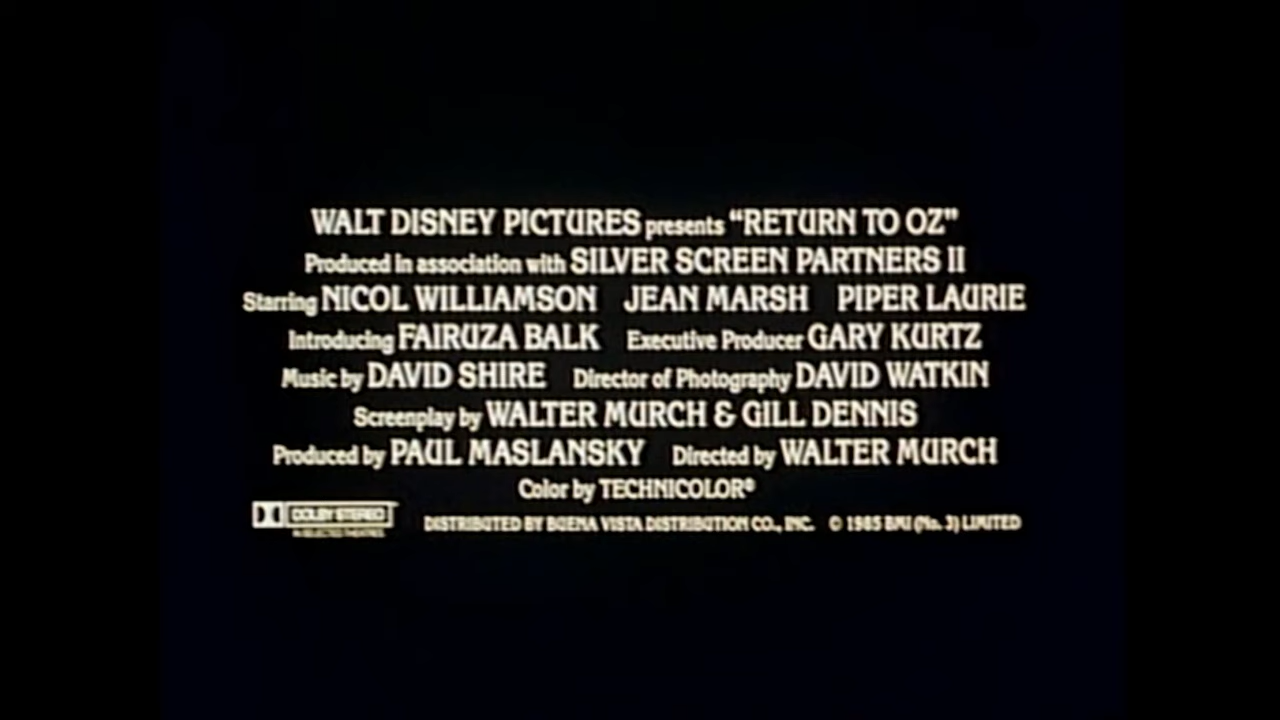 WALT DISNEY PICTURES presents “RETURN TO OZ”
Produced in association with SILVER SCREEN PARTNERS II
Starring NICOL WILLIAMSON JEAN MARSH PIPER LAURIE
Introducing FAIRUZA BALK Executive Producer GARY KURTZ
Music by DAVID SHIRE Director of Photography DAVID WATKIN
Screenplay by WALTER MURCH & GILL DENNIS
Produced by PAUL MASLANSKY Directed by WALTER MURCH
Color by TECHNICOLOR®
DOLBY STEREO
IN SELECTED THEATRES
DISTRIBUTED BY BUENA VISTA DISTRIBUTION CO., INC. © 1985 BMI (No. 3) LIMITED